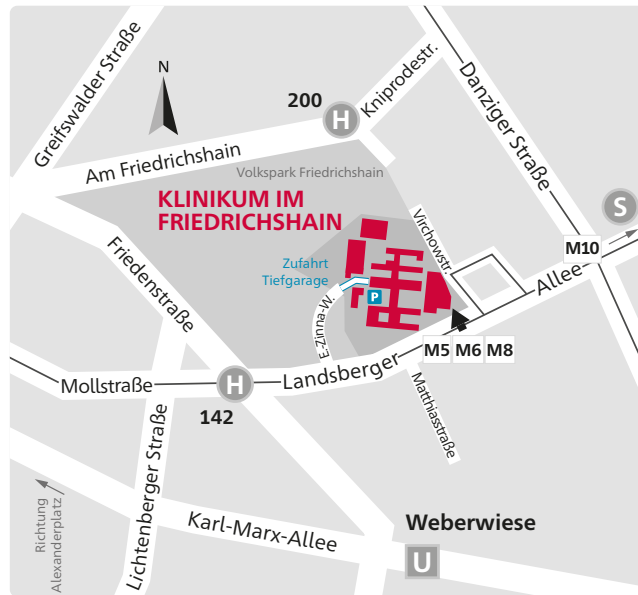 Greifswalder Straße
N
200
H
Kniprodestr.
Danziger Straße
Am Friedrichshain
Volkspark Friedrichshain
KLINIKUM IM
FRIEDRICHSHAIN
S
M10
Virchowstr.
Zufahrt
Tiefgarage
P
Friedenstraße
E-Zinna-W.
Landsberger
Allee
M5 M6 M8
Mollstraße
H
142
Matthiasstraße
Lichtenberger Straße
Richtung
Alexanderplatz
Karl-Marx-Allee
Weberwiese
U